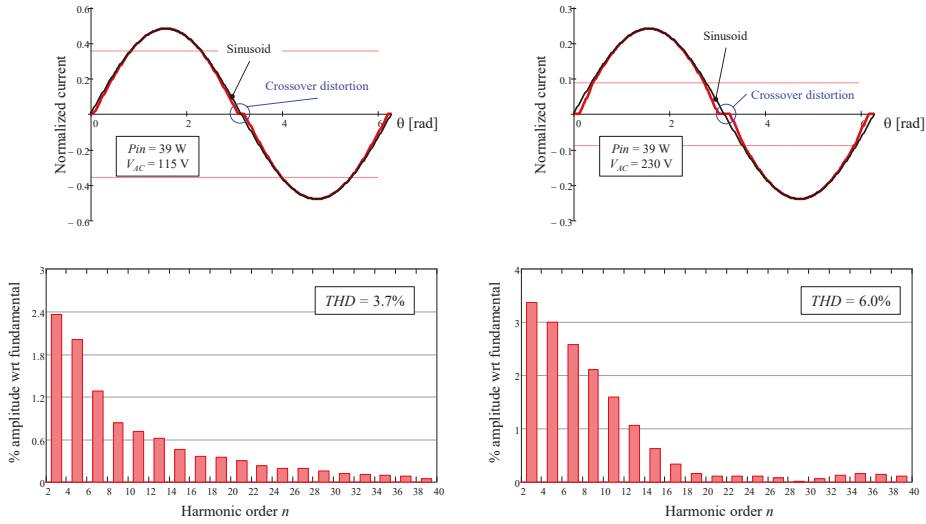 0.6
0.4
0.2
0
– 0.2
– 0.4
– 0.6
Normalized current
Sinusoid
Crossover distortion
0
2
4
6
θ [rad]
Pin = 39 W
VAC = 115 V
0.3
0.2
0.1
0
– 0.1
– 0.2
– 0.3
Normalized current
Sinusoid
Crossover distortion
0
2
4
6
θ [rad]
Pin = 39 W
VAC = 230 V
3
2.4
1.8
1.2
0.6
0
% amplitude wrt fundamental
THD = 3.7%
2 4 6 8 10 12 14 16 18 20 22 24 26 28 30 32 34 36 38 40
Harmonic order n
4
3
2
1
0
% amplitude wrt fundamental
THD = 6.0%
2 4 6 8 10 12 14 16 18 20 22 24 26 28 30 32 34 36 38 40
Harmonic order n